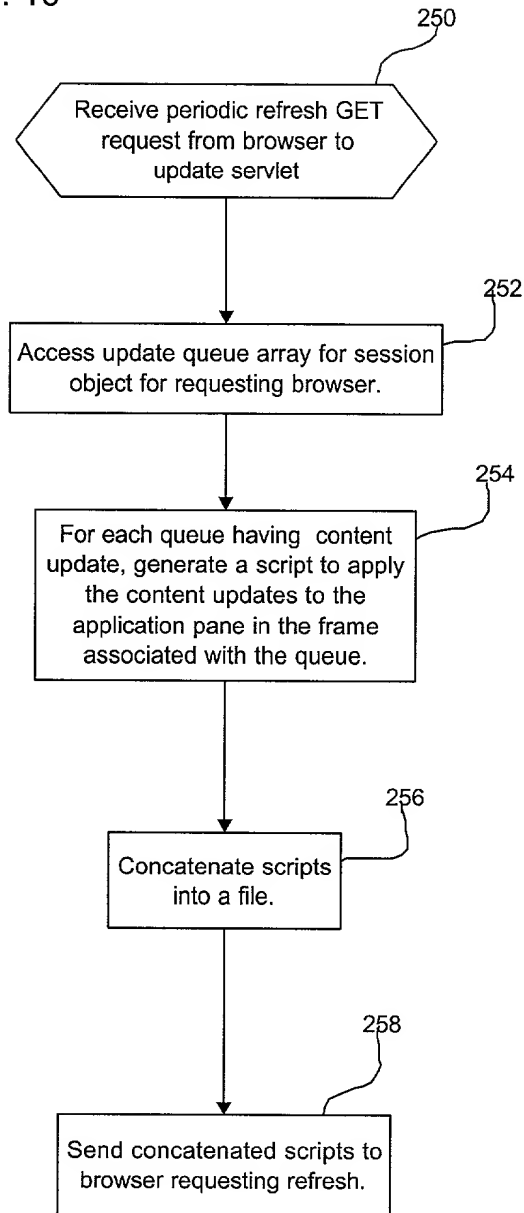 250
Receive periodic refresh GET
request from browser to
update servlet
252
Access update queue array for session
object for requesting browser.
254
For each queue having content
update, generate a script to apply
the content updates to the
application pane in the frame
associated with the queue.
256
Concatenate scripts
into a file.
258
Send concatenated scripts to
browser requesting refresh.